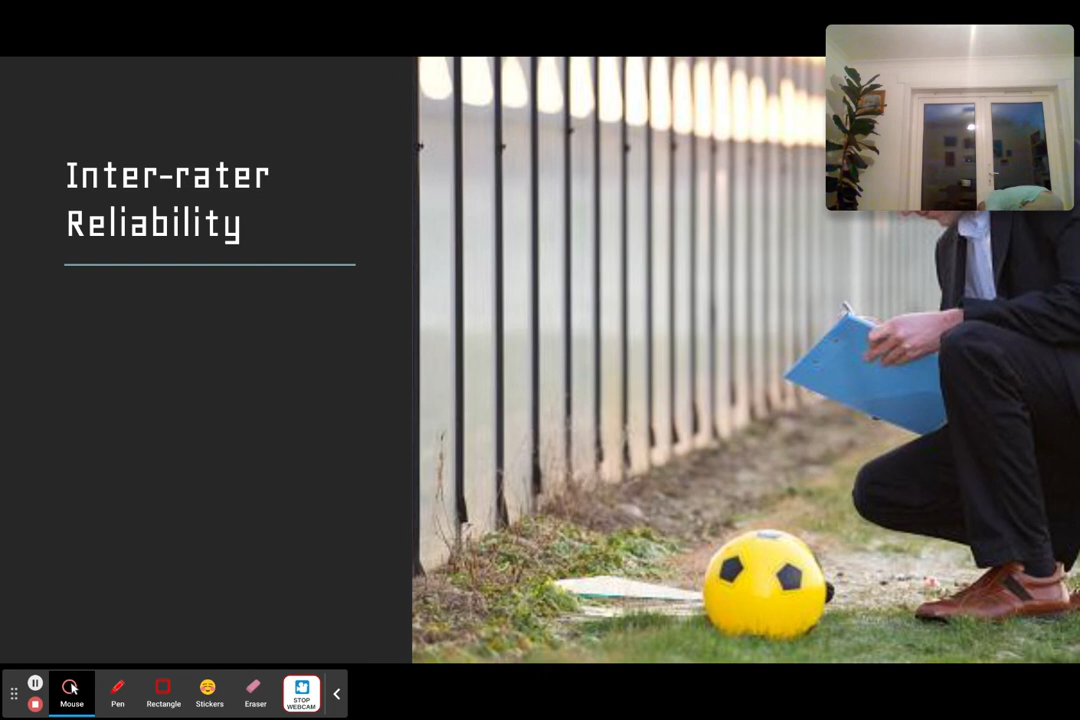 Inter-rater
Reliability
Mouse
Pen
Rectangle
Stickers
Eraser
STOP
WEBCAM